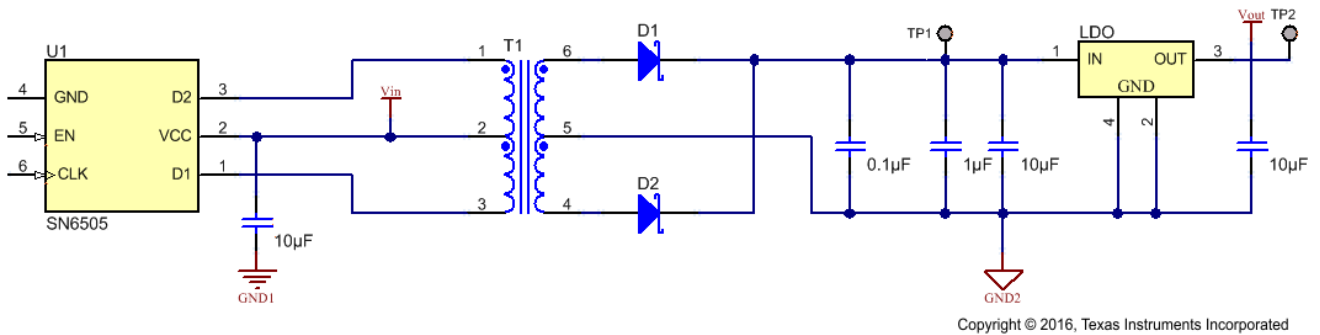 U1
4 GND D2 3
5 EN VCC 2
6 CLK D1 1
SN6505
10µF
GND1
Vin
T1
1 6
2 5
3 4
D1
D2
0.1µF
TP1
1µF
10µF
GND2
LDO
1 IN OUT 3
GND
4 2
Vout
TP2
10µF
Copyright © 2016, Texas Instruments Incorporated